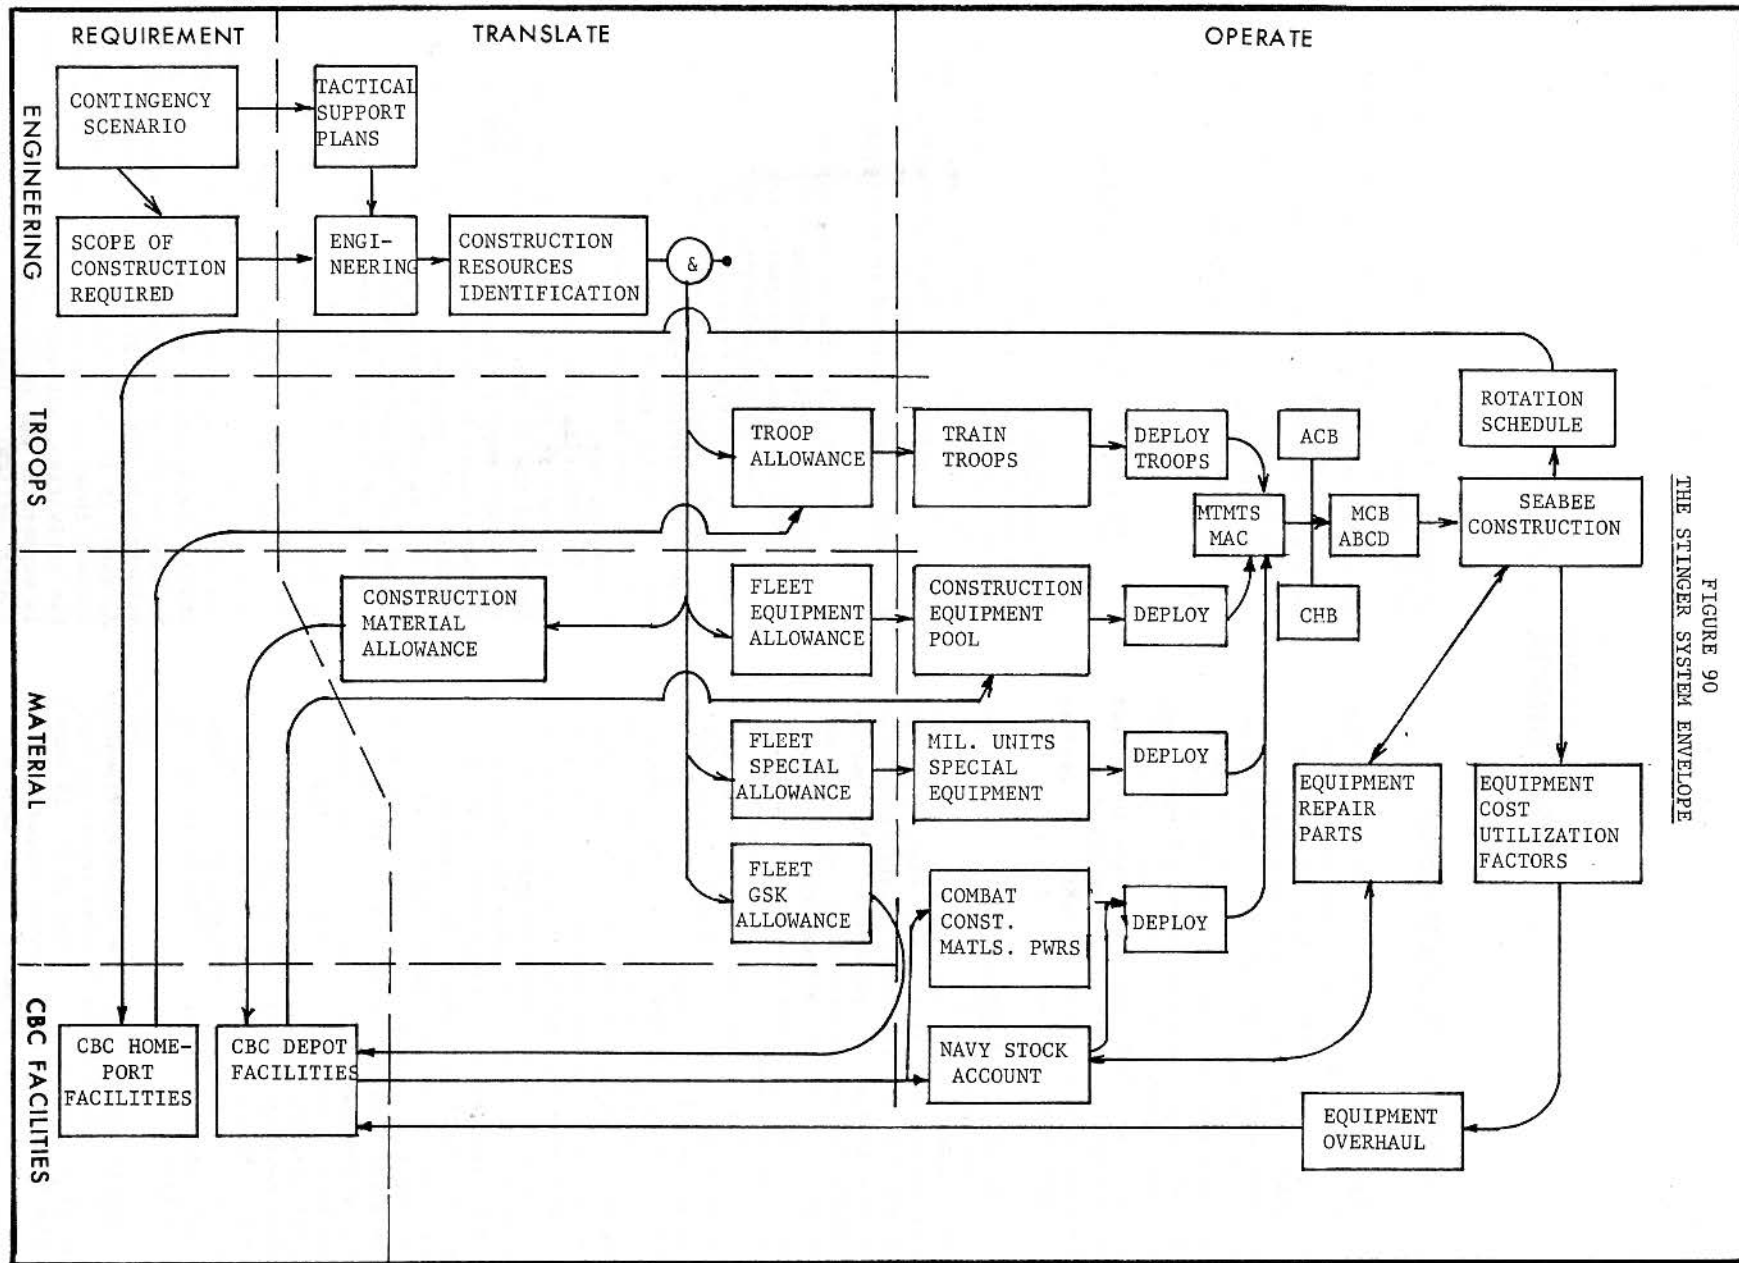 REQUIREMENT
TRANSLATE
OPERATE
ENGINEERING
CONTINGENCY
SCENARIO
TACTICAL
SUPPORT
PLANS
SCOPE OF
CONSTRUCTION
REQUIRED
ENGI-
NEERING
CONSTRUCTION
RESOURCES
IDENTIFICATION
&
TROOPS
TROOP
ALLOWANCE
TRAIN
TROOPS
DEPLOY
TROOPS
ACB
ROTATION
SCHEDULE
MTMTS
MAC
MCB
ABCD
SEABEE
CONSTRUCTION
CHB
MATERIAL
CONSTRUCTION
MATERIAL
ALLOWANCE
FLEET
EQUIPMENT
ALLOWANCE
CONSTRUCTION
EQUIPMENT
POOL
DEPLOY
FLEET
SPECIAL
ALLOWANCE
MIL. UNITS
SPECIAL
EQUIPMENT
DEPLOY
EQUIPMENT
REPAIR
PARTS
EQUIPMENT
COST
UTILIZATION
FACTORS
FLEET
GSK
ALLOWANCE
COMBAT
CONST.
MATLS. PWRS
DEPLOY
CBC FACILITIES
CBC HOME-
PORT
FACILITIES
CBC DEPOT
FACILITIES
NAVY STOCK
ACCOUNT
EQUIPMENT
OVERHAUL
FIGURE 90
THE STINGER SYSTEM ENVELOPE